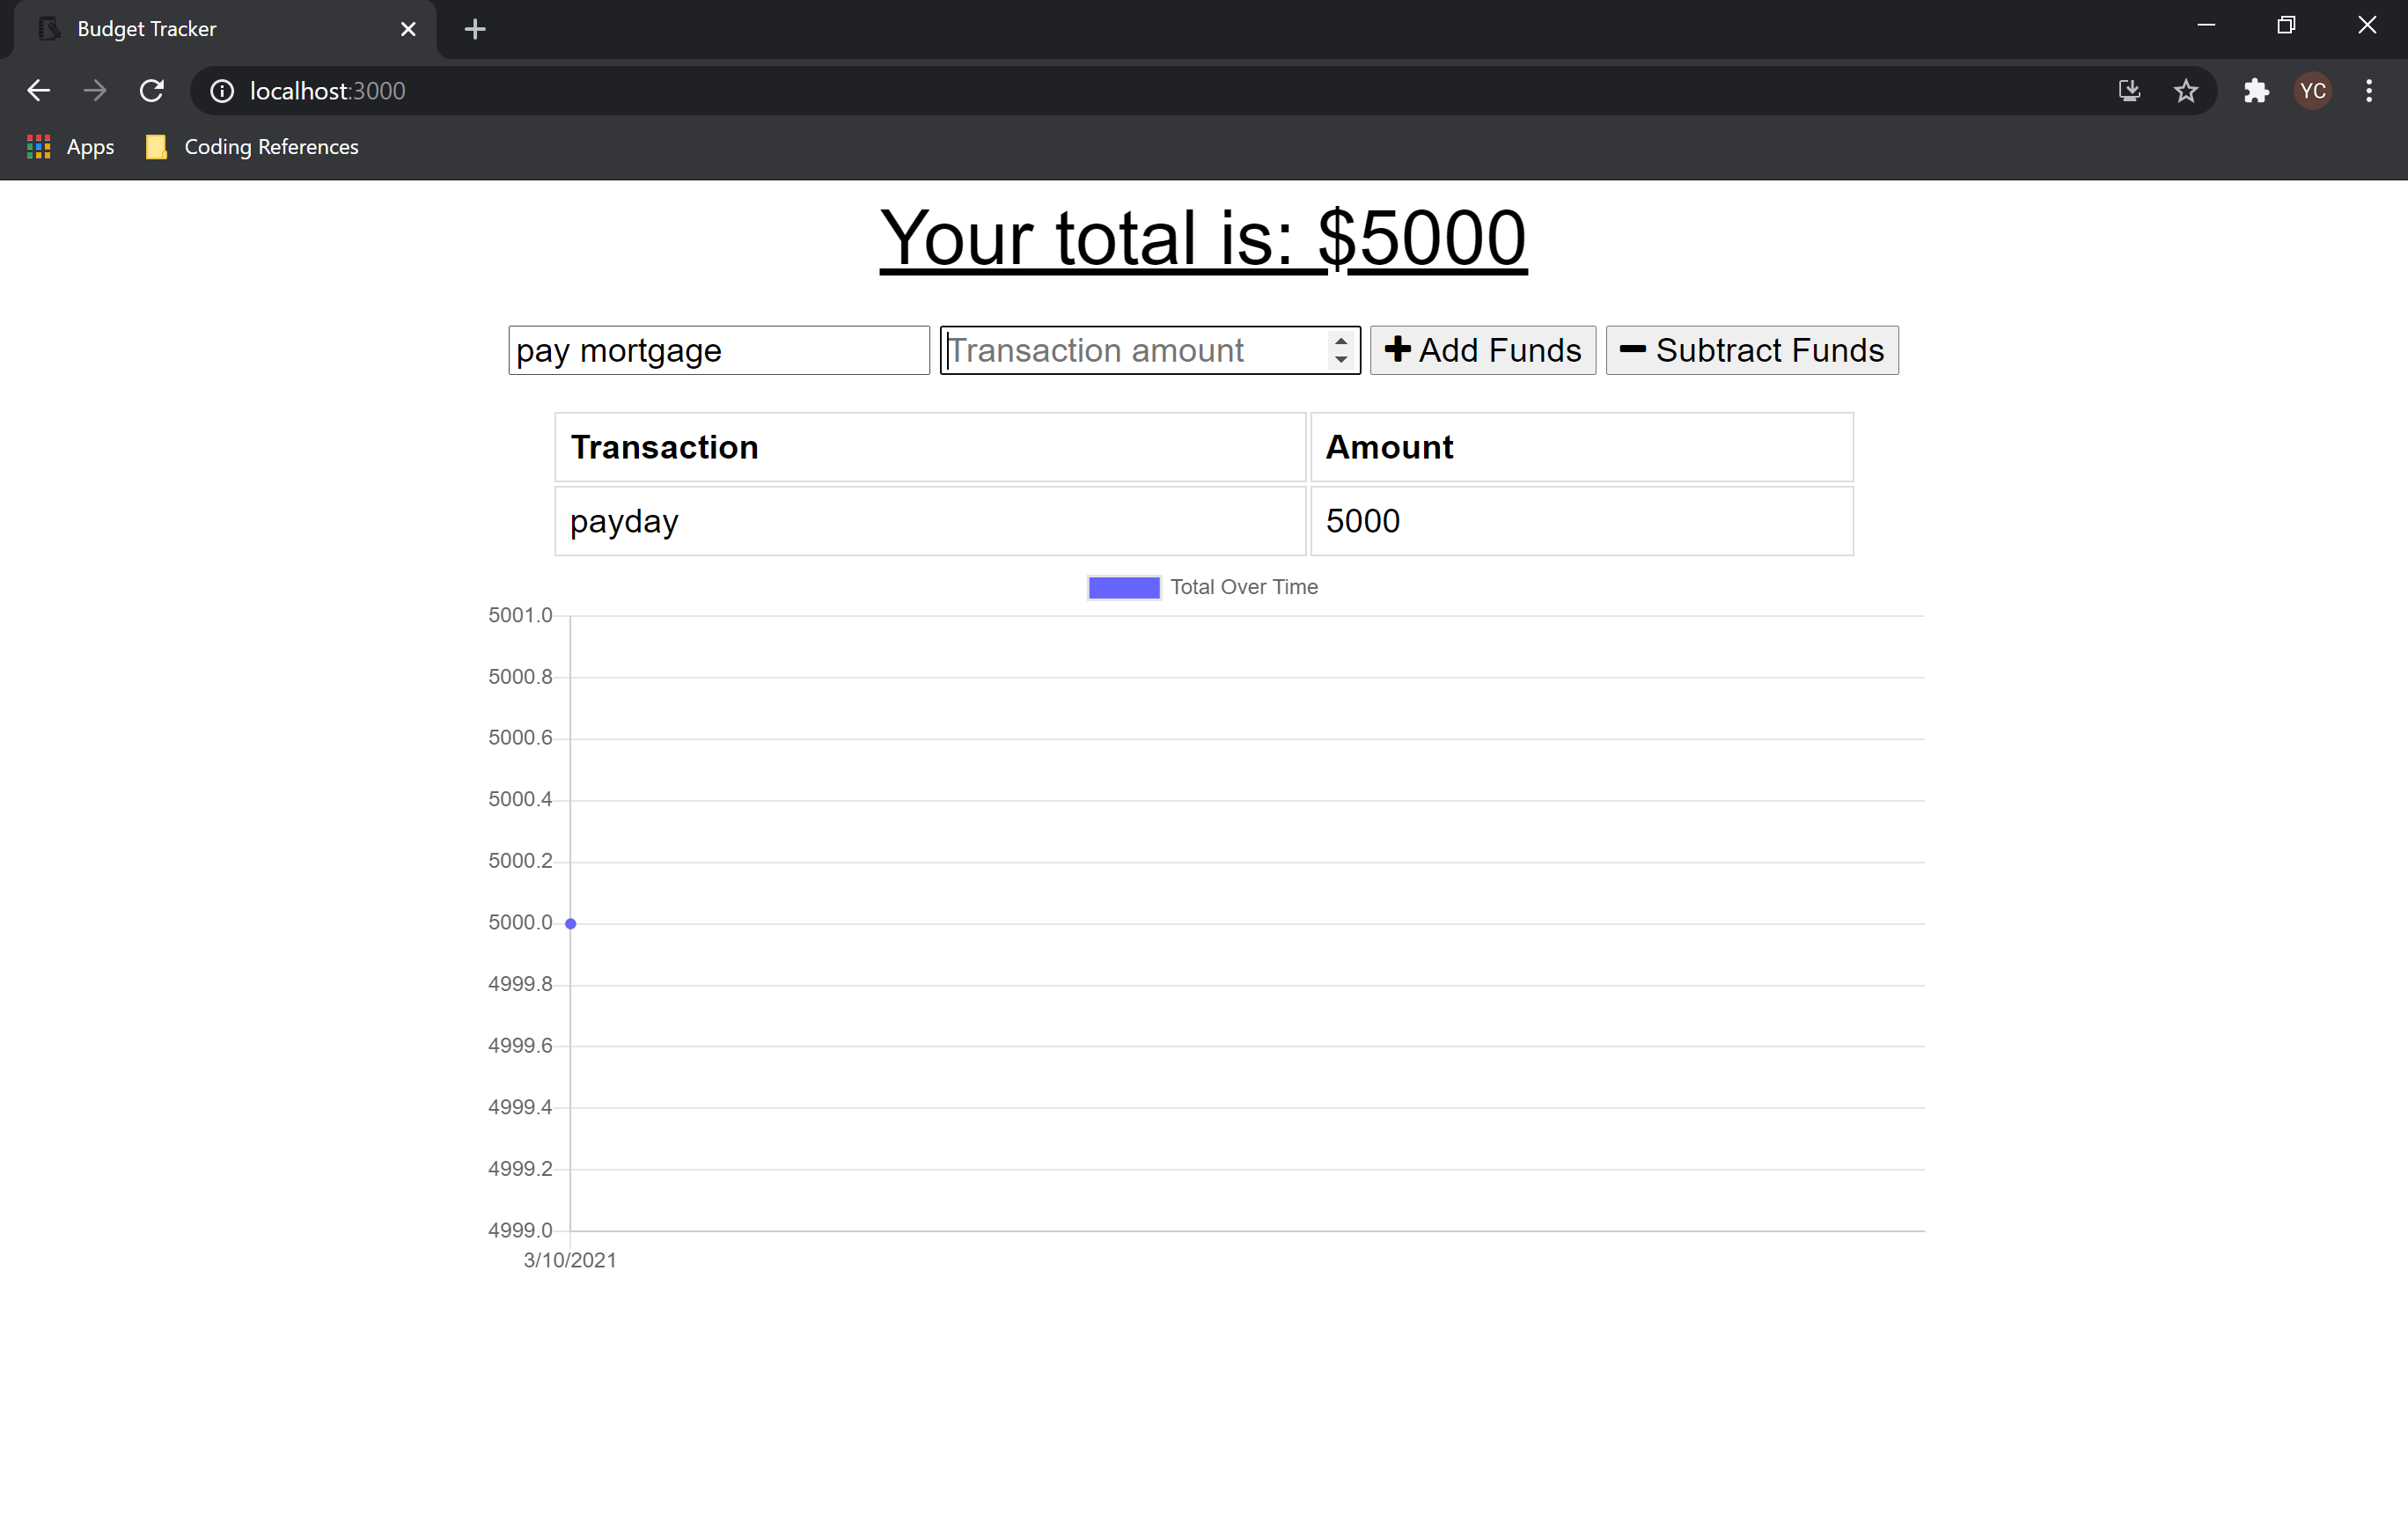 Budget Tracker
localhost:3000
YC
Apps
Coding References
Your total is: $5000
pay mortgage Transaction amount Add Funds Subtract Funds
Transaction Amount
payday 5000
Total Over Time
5001.0
5000.8
5000.6
5000.4
5000.2
5000.0
4999.8
4999.6
4999.4
4999.2
4999.0
3/10/2021